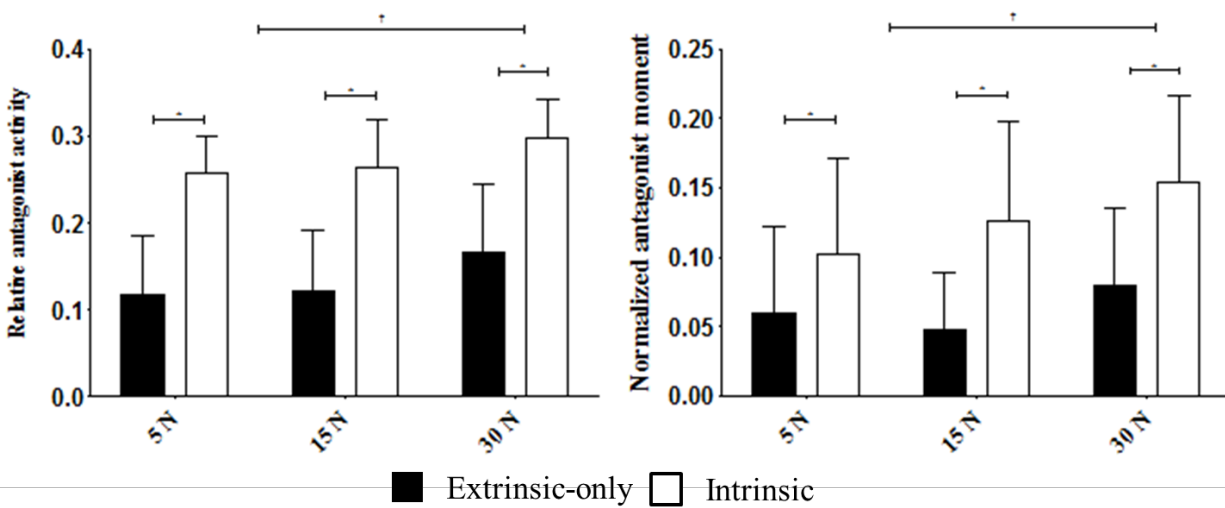 †
†
*
*
*
*
*
*
Relative antagonist activity
0.4
0.3
0.2
0.1
0.0
5 N
15 N
30 N
Normalized antagonist moment
0.25
0.20
0.15
0.10
0.05
0.00
5 N
15 N
30 N
Extrinsic-only
Intrinsic